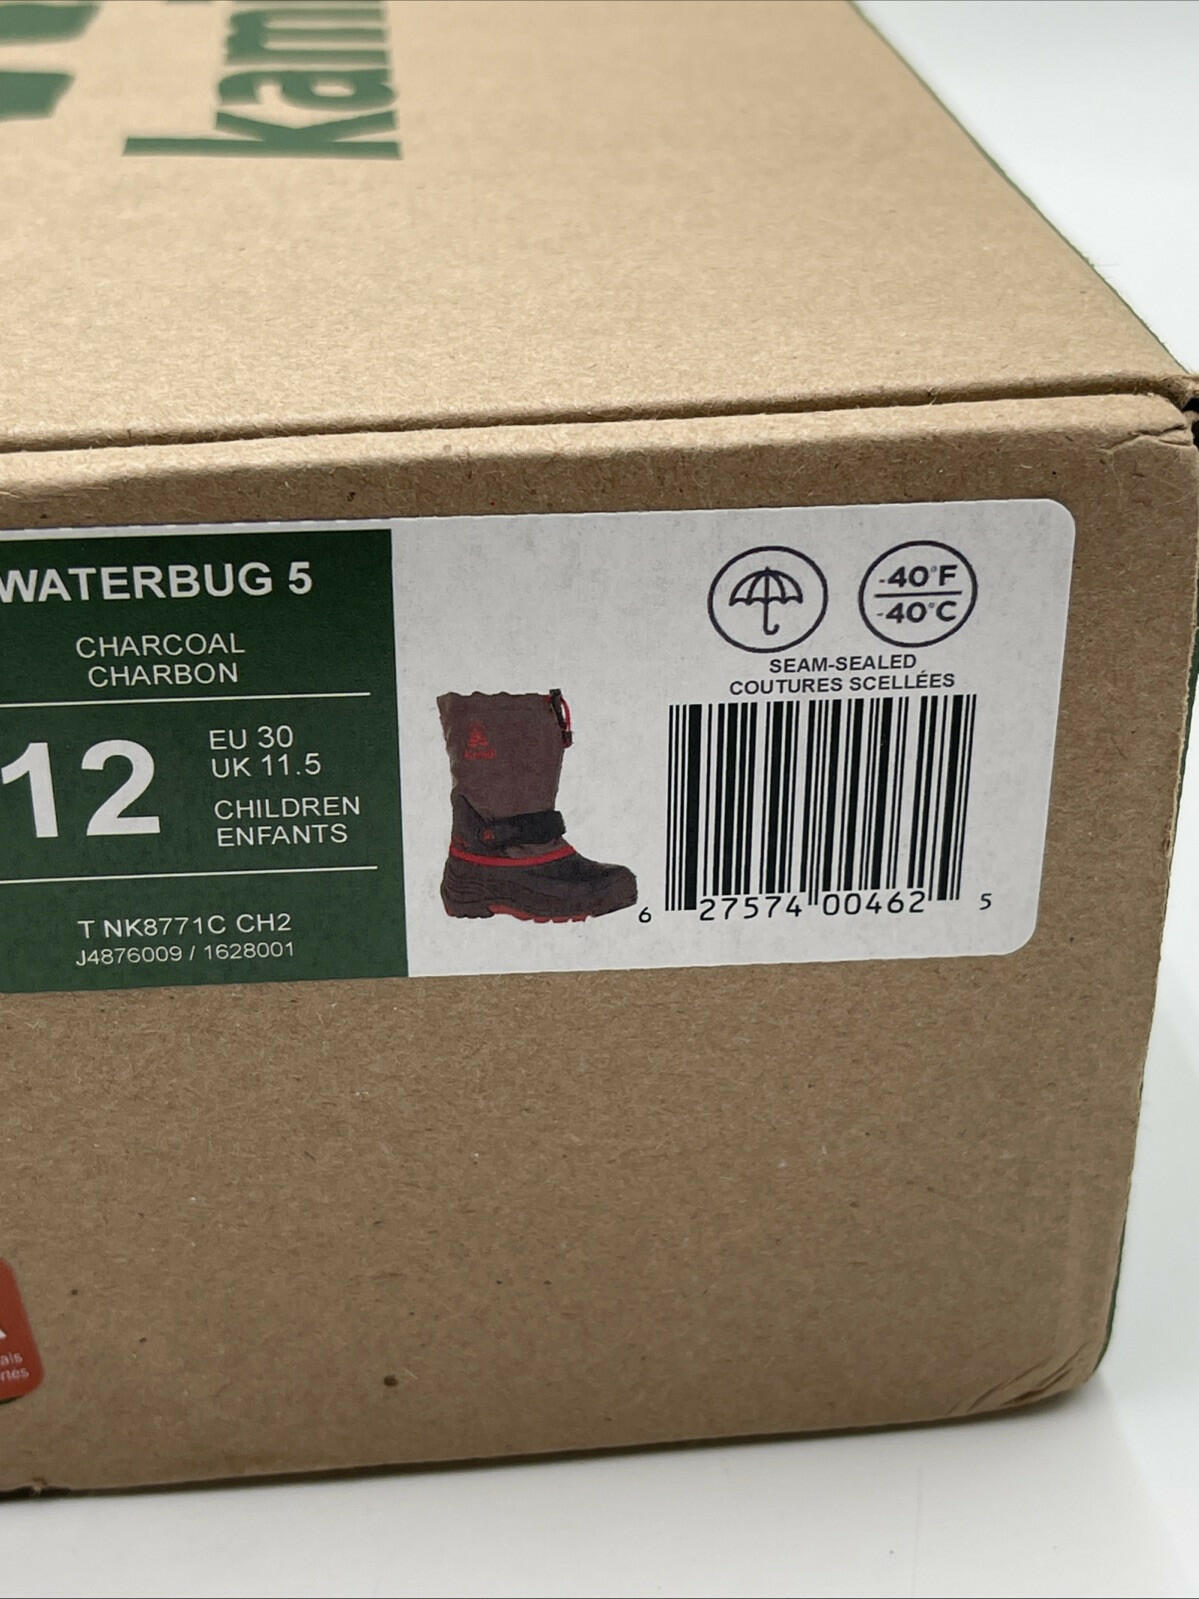 kami
WATERBUG 5
CHARCOAL
CHARBON
12
EU 30
UK 11.5
CHILDREN
ENFANTS
T NK8771C CH2
J4876009 / 1628001
-40°F
-40°C
SEAM-SEALED
COUTURES SCELLÉES
6 27574 00462 5